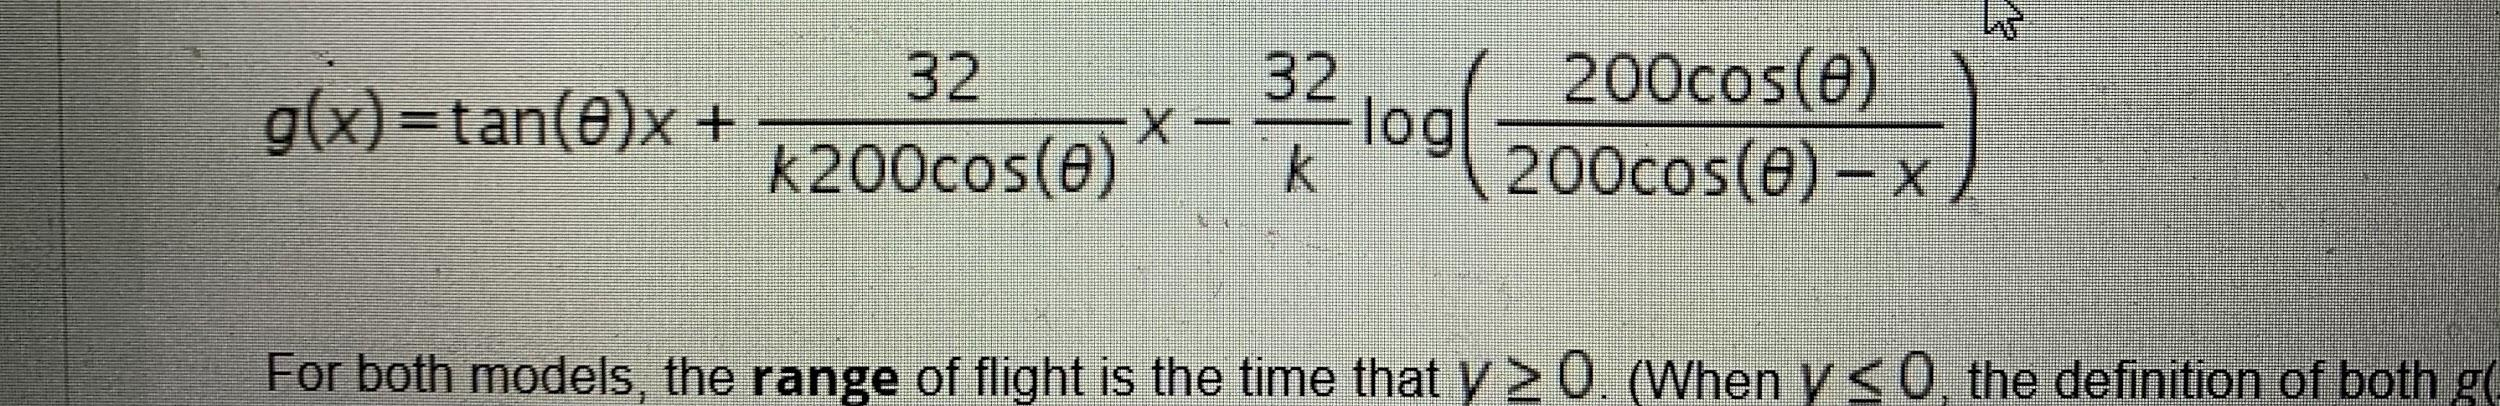 g(x)=tan(θ)x + 32/(k200cos(θ)) x − 32/k log(200cos(θ)/(200cos(θ) − x))
For both models, the range of flight is the time that y ≥ 0. (When y ≤ 0, the definition of both g(